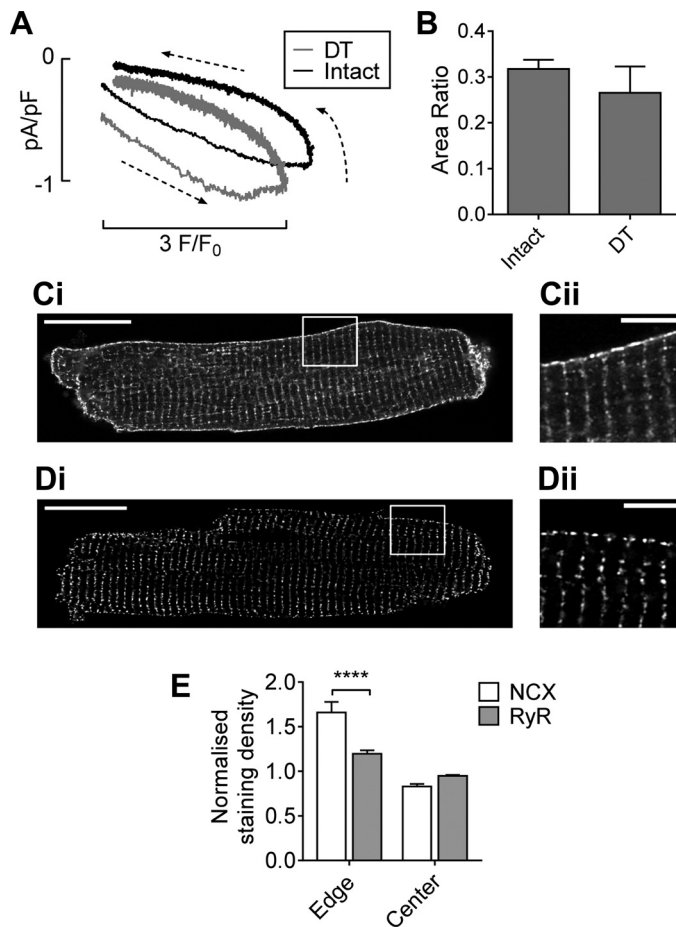 A
0
pA/pF
-1
3 F/F0
DT
Intact
B
Area Ratio
0.4
0.3
0.2
0.1
0.0
Intact
DT
Ci
Cii
Di
Dii
E
Normalised
staining density
2.0
1.5
1.0
0.5
0.0
****
NCX
RyR
Edge
Center